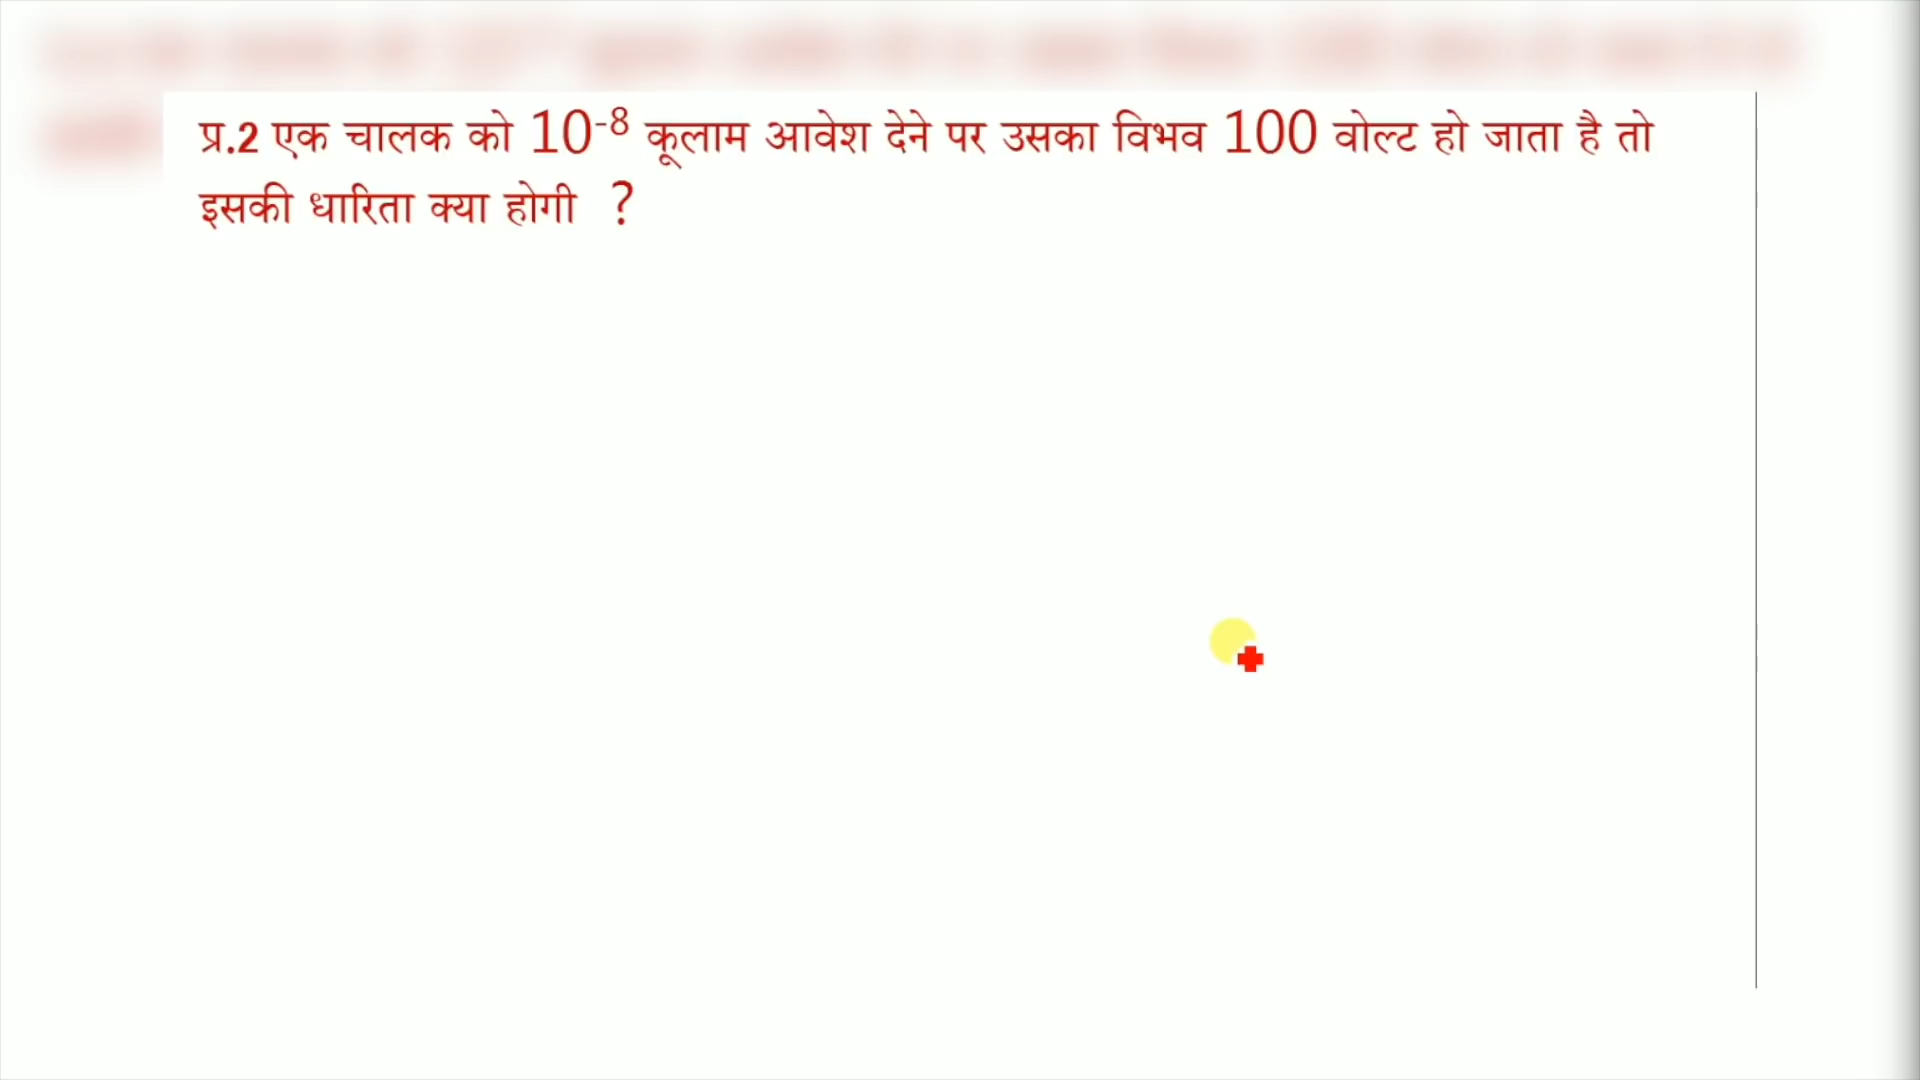 प्र.2 एक चालक को 10⁻⁸ कूलाम आवेश देने पर उसका विभव 100 वोल्ट हो जाता है तो
इसकी धारिता क्या होगी ?